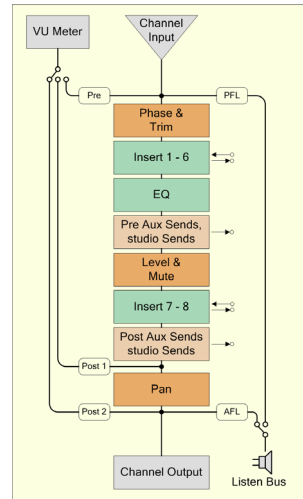 VU Meter
Channel
Input
Pre
PFL
Phase &
Trim
Insert 1 - 6
EQ
Pre Aux Sends,
studio Sends
Level &
Mute
Insert 7 - 8
Post Aux Sends
studio Sends
Post 1
Pan
Post 2
AFL
Channel Output
Listen Bus